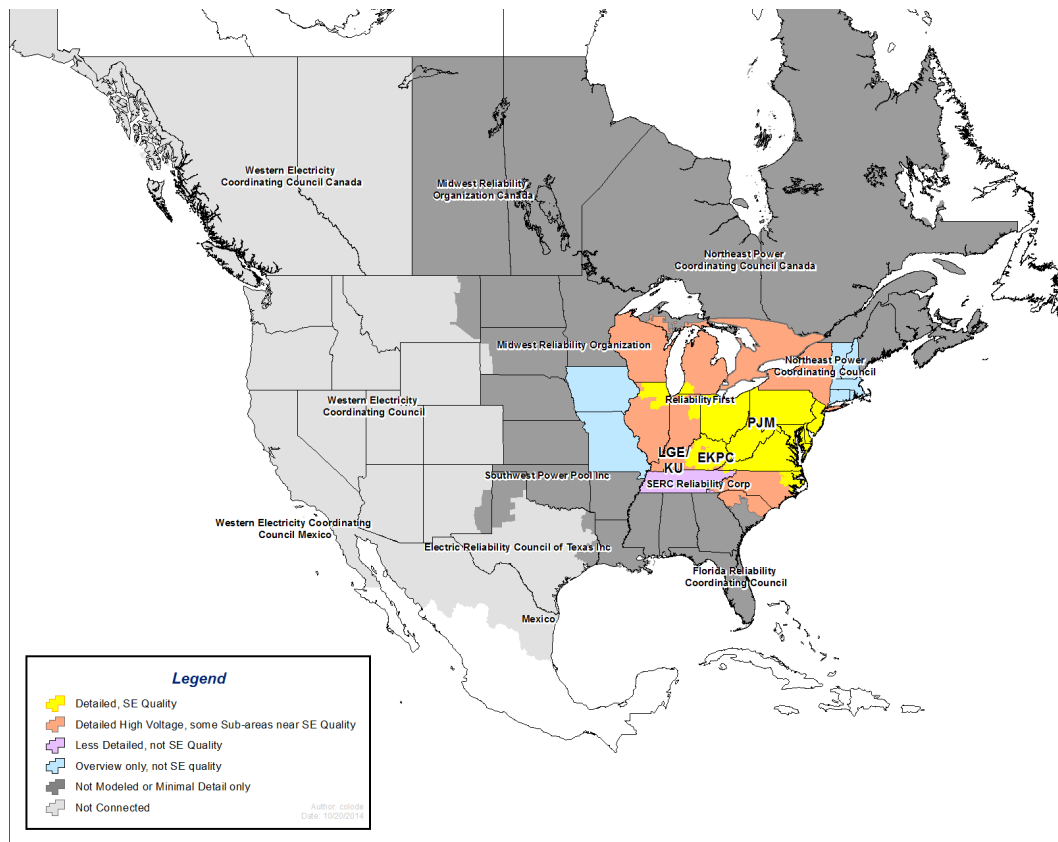 Western Electricity
Coordinating Council Canada
Midwest Reliability
Organization Canada
Northeast Power
Coordinating Council Canada
Midwest Reliability Organization
Northeast Power
Coordinating Council
Western Electricity
Coordinating Council
ReliabilityFirst
PJM
LGE/
KU
EKPC
Southwest Power Pool Inc
SERC Reliability Corp
Western Electricity Coordinating
Council Mexico
Electric Reliability Council of Texas Inc
Florida Reliability
Coordinating Council
Mexico
Legend
Detailed, SE Quality
Detailed High Voltage, some Sub-areas near SE Quality
Less Detailed, not SE Quality
Overview only, not SE quality
Not Modeled or Minimal Detail only
Not Connected
Author: colode
Date: 10/20/2014